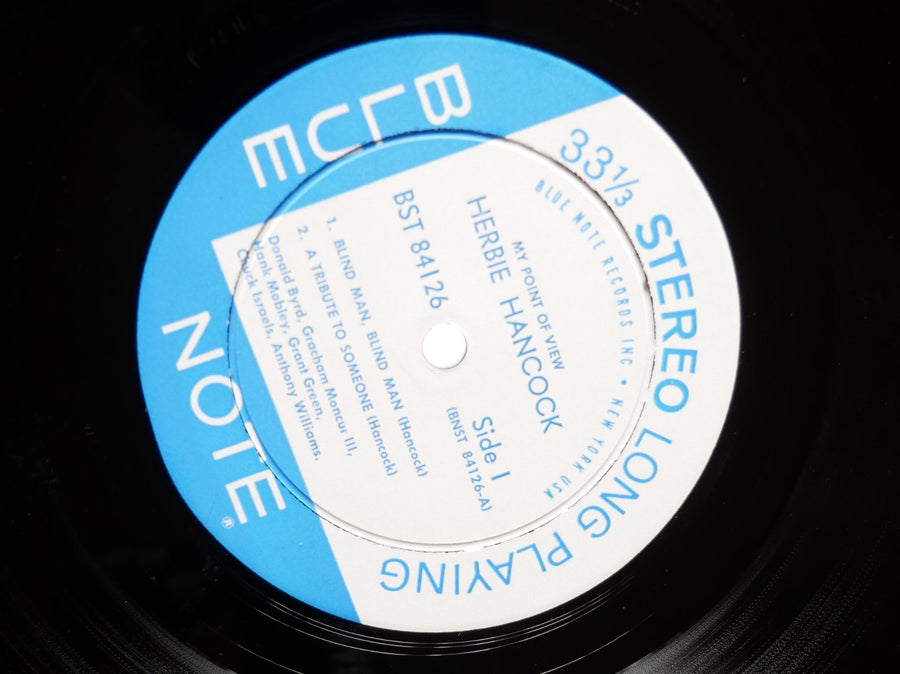 BLUE
NOTE®
33⅓ STEREO LONG PLAYING
BLUE NOTE RECORDS INC • NEW YORK USA
MY POINT OF VIEW
HERBIE HANCOCK
BST 84126
Side 1
(BNST 84126-A)
1. BLIND MAN, BLIND MAN (Hancock)
2. A TRIBUTE TO SOMEONE (Hancock)
Donald Byrd, Gracham Moncur III,
Hank Mobley, Grant Green,
Chuck Israels, Anthony Williams.